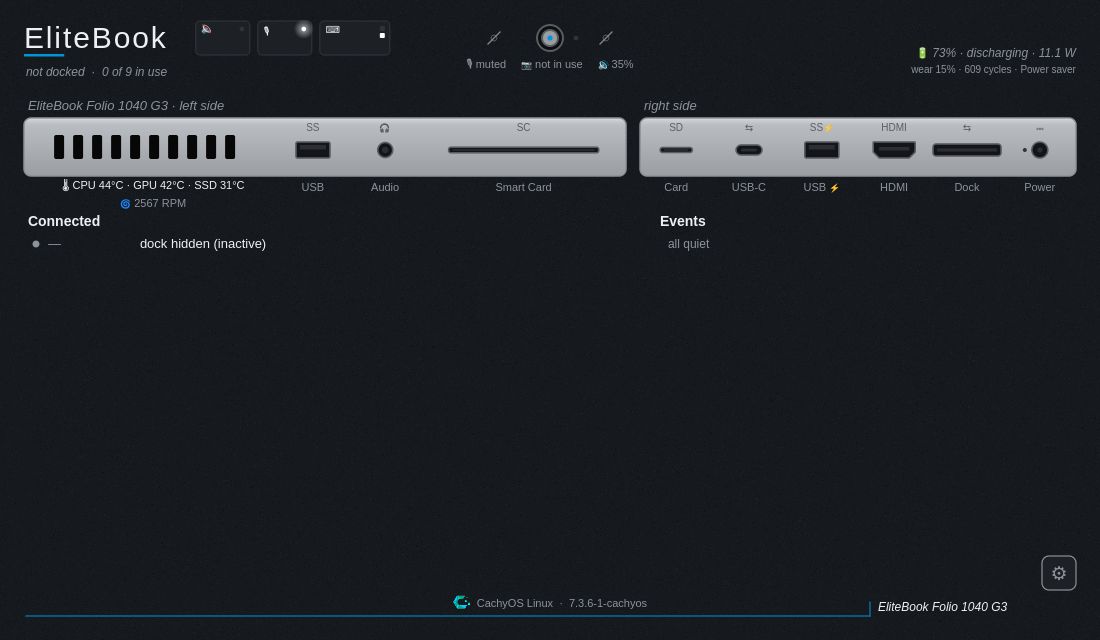 EliteBook
not docked · 0 of 9 in use
muted
not in use
35%
73% · discharging · 11.1 W
wear 15% · 609 cycles · Power saver
EliteBook Folio 1040 G3 · left side
right side
SS
SC
SD
SS⚡
HDMI
CPU 44°C · GPU 42°C · SSD 31°C
USB
Audio
Smart Card
Card
USB-C
USB ⚡
HDMI
Dock
Power
2567 RPM
Connected
Events
— dock hidden (inactive)
all quiet
CachyOS Linux · 7.3.6-1-cachyos
EliteBook Folio 1040 G3